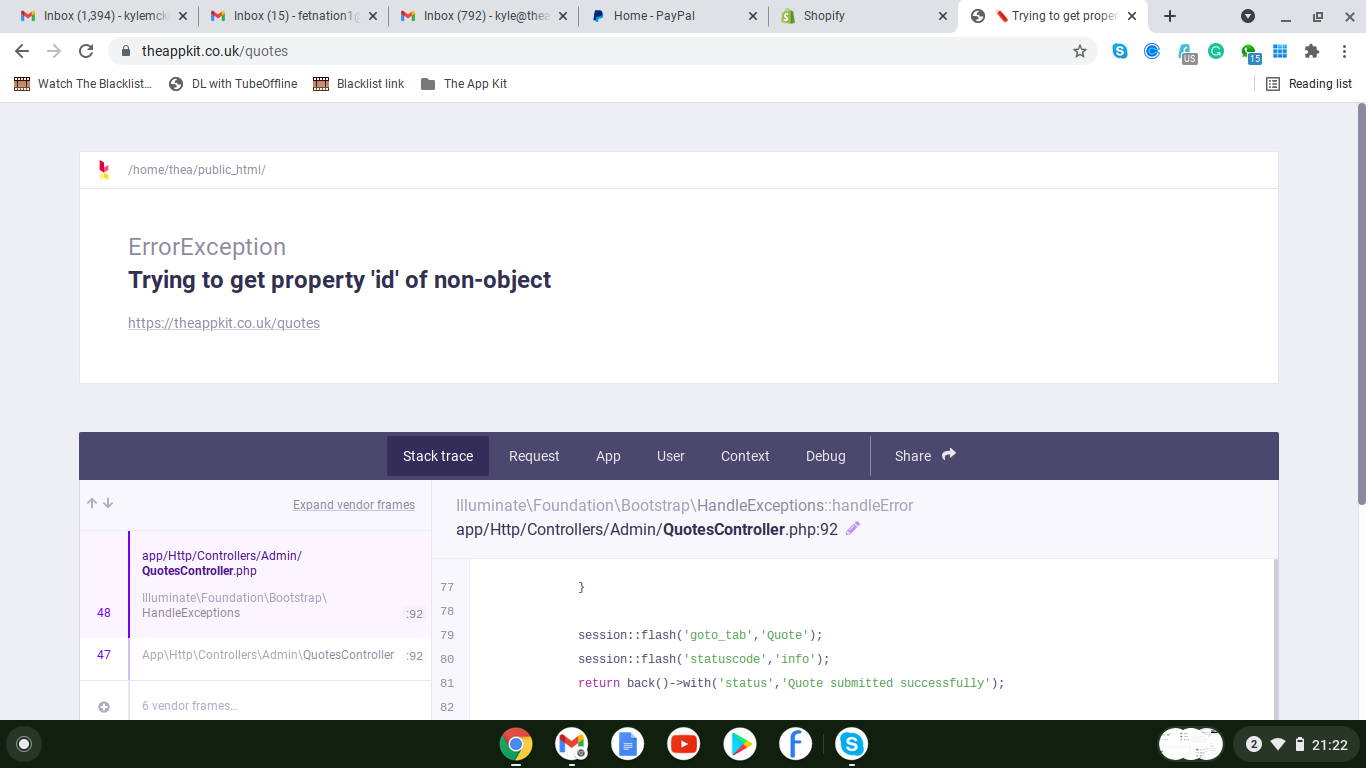 Inbox (1,394) - kylemck
Inbox (15) - fetnation1@
Inbox (792) - kyle@thea
Home - PayPal
Shopify
Trying to get proper
theappkit.co.uk/quotes
US
15
Watch The Blacklist...
DL with TubeOffline
Blacklist link
The App Kit
Reading list
/home/thea/public_html/
ErrorException
Trying to get property 'id' of non-object
https://theappkit.co.uk/quotes
Stack trace
Request
App
User
Context
Debug
Share
Expand vendor frames
Illuminate\Foundation\Bootstrap\HandleExceptions::handleError
app/Http/Controllers/Admin/QuotesController.php:92
app/Http/Controllers/Admin/
QuotesController.php
Illuminate\Foundation\Bootstrap\
48 HandleExceptions :92
47 App\Http\Controllers\Admin\QuotesController :92
6 vendor frames…
77 }
78
79 session::flash('goto_tab','Quote');
80 session::flash('statuscode','info');
81 return back()->with('status','Quote submitted successfully');
82
2
21:22